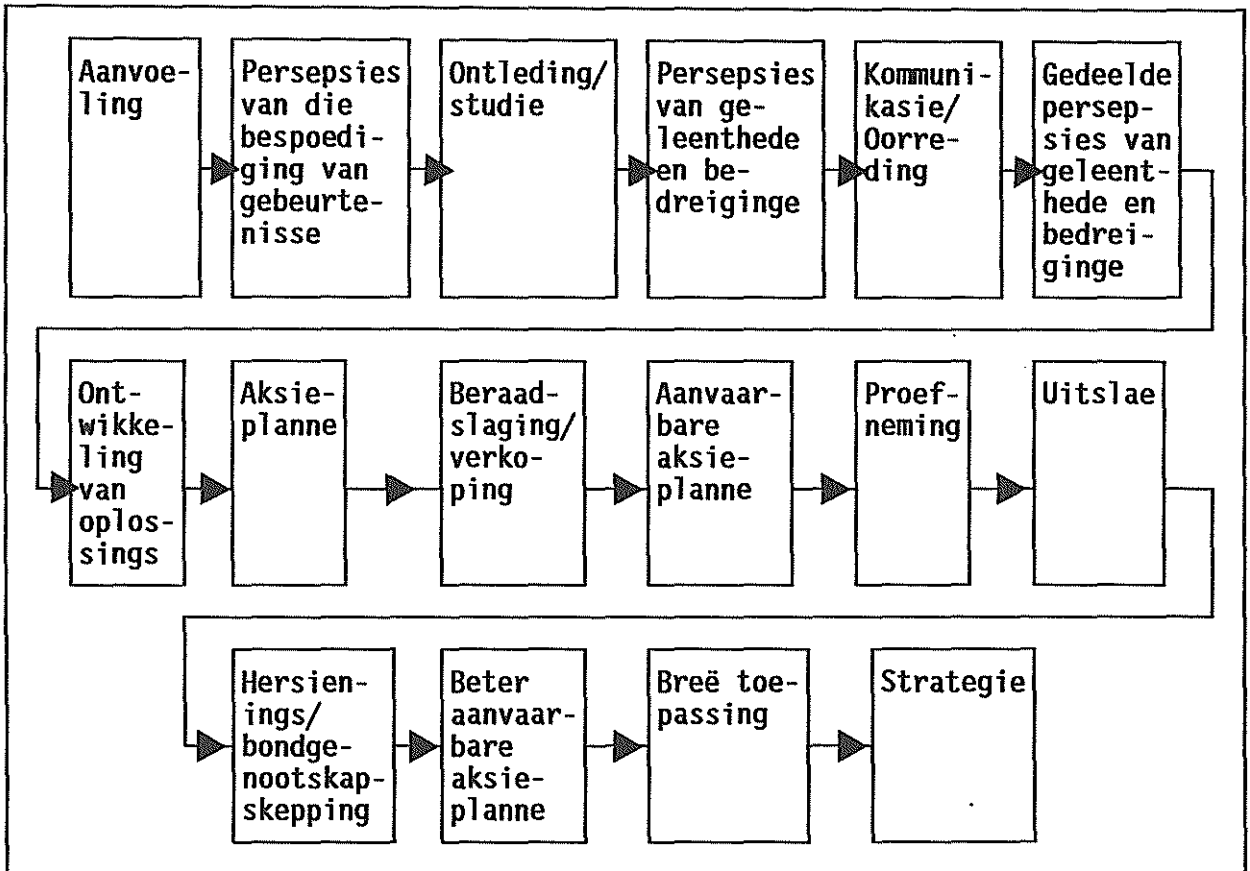 Aanvoe-
ling
Persepsies
van die
bespoedi-
ging van
gebeurte-
nisse
Ontleding/
studie
Persepsies
van ge-
leenthede
en be-
dreiginge
Kommuni-
kasie/
Oorre-
ding
Gedeelde
persep-
sies van
geleent-
hede en
bedrei-
ginge
Ont-
wikke-
ling
van
oplos-
sings
Aksie-
planne
Beraad-
slaging/
verko-
ping
Aanvaar-
bare
aksie-
planne
Proef-
neming
Uitslae
Hersien-
ings/
bondge-
nootskap-
skepping
Beter
aanvaar-
bare
aksie-
planne
Breë toe-
passing
Strategie